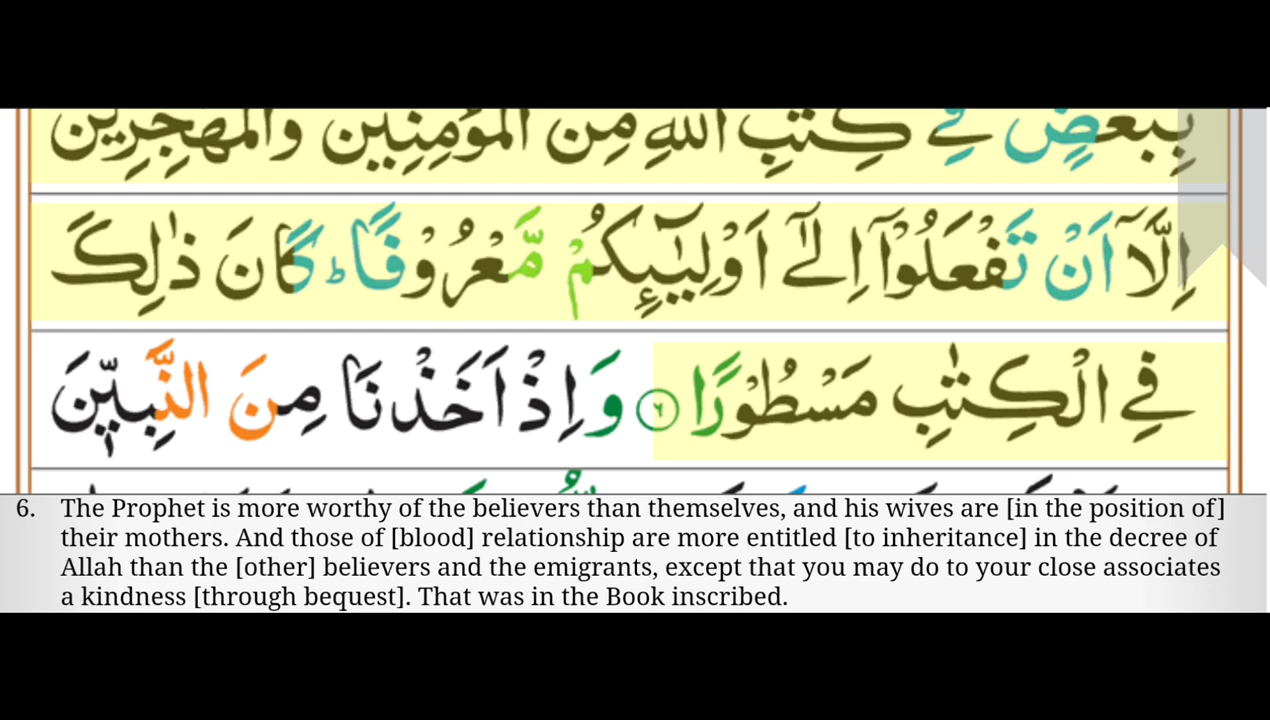 بِبَعۡضٍ فِیۡ کِتٰبِ اللّٰہِ مِنَ الۡمُؤۡمِنِیۡنَ وَالۡمُہٰجِرِیۡنَ
اِلَّاۤ اَنۡ تَفۡعَلُوۡۤا اِلٰۤی اَوۡلِیٰٓئِکُمۡ مَّعۡرُوۡفًا ؕ کَانَ ذٰلِکَ
فِی الۡکِتٰبِ مَسۡطُوۡرًا ﴿۶﴾ وَاِذۡ اَخَذۡنَا مِنَ النَّبِیّٖنَ
6. The Prophet is more worthy of the believers than themselves, and his wives are [in the position of]
their mothers. And those of [blood] relationship are more entitled [to inheritance] in the decree of
Allah than the [other] believers and the emigrants, except that you may do to your close associates
a kindness [through bequest]. That was in the Book inscribed.